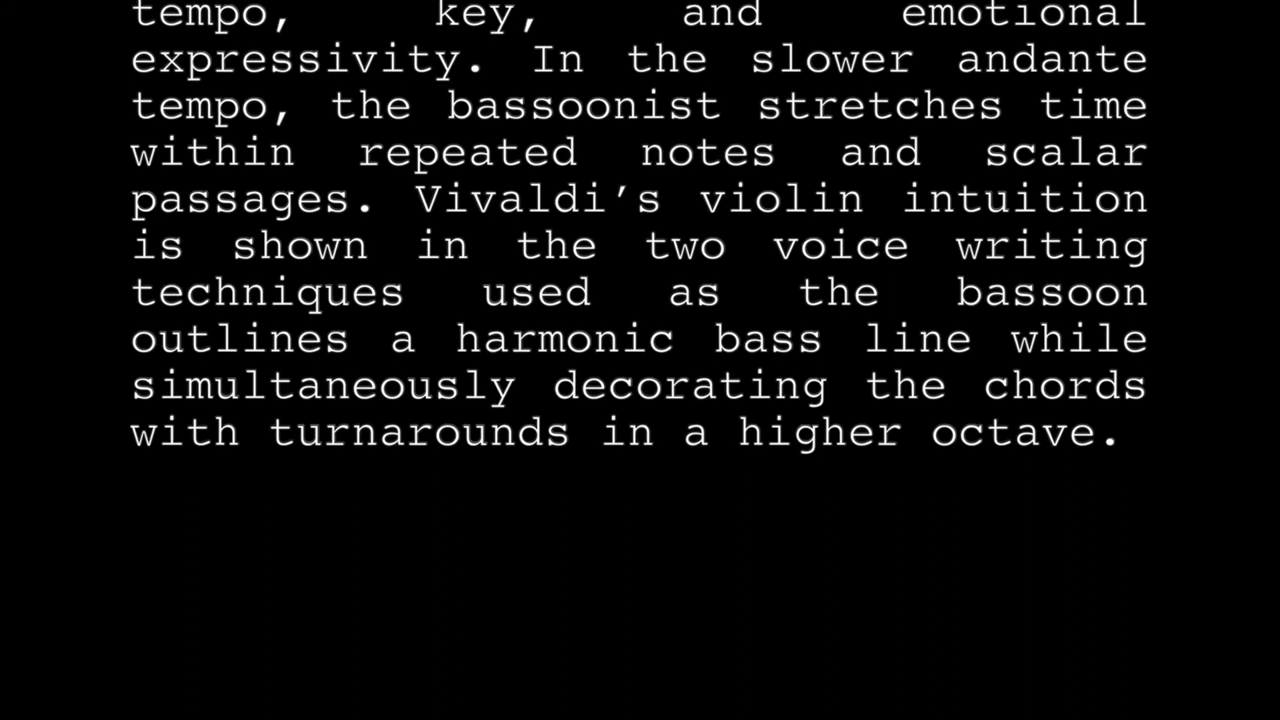 tempo, key, and emotional
expressivity. In the slower andante
tempo, the bassoonist stretches time
within repeated notes and scalar
passages. Vivaldi’s violin intuition
is shown in the two voice writing
techniques used as the bassoon
outlines a harmonic bass line while
simultaneously decorating the chords
with turnarounds in a higher octave.